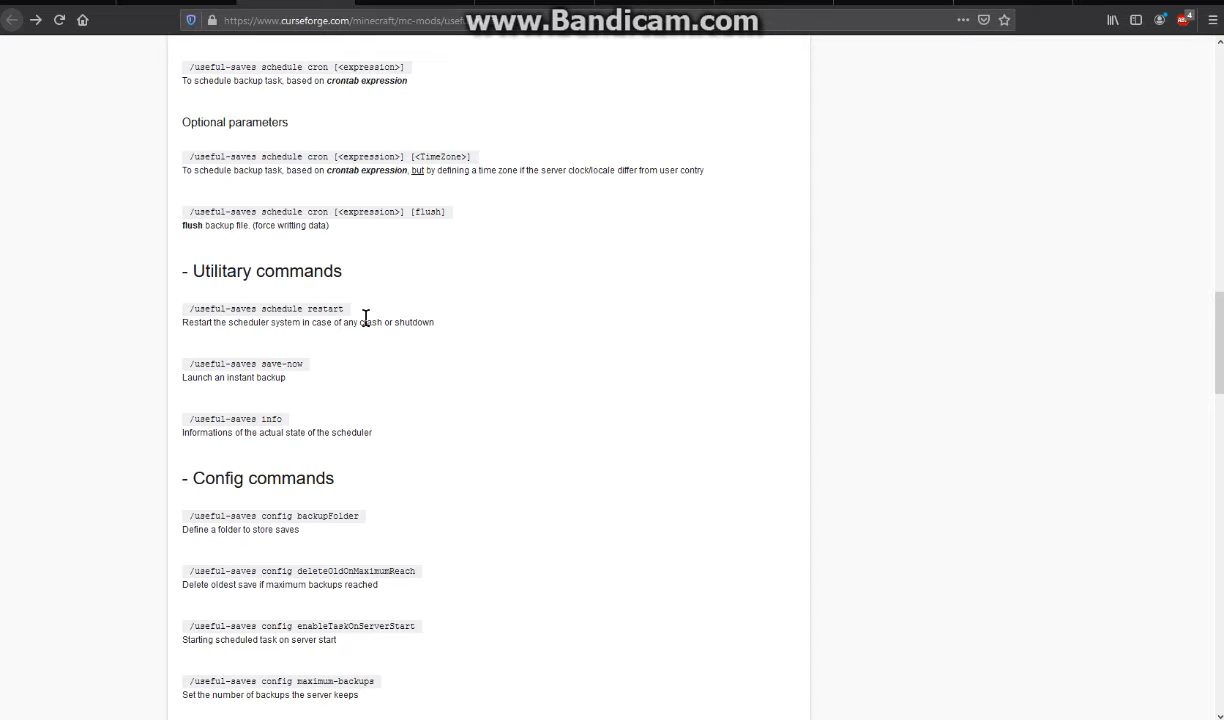 https://www.curseforge.com/minecraft/mc-mods/usef
www.Bandicam.com
4
/useful-saves schedule cron [<expression>]
To schedule backup task, based on crontab expression
Optional parameters
/useful-saves schedule cron [<expression>] [<TimeZone>]
To schedule backup task, based on crontab expression, but by defining a time zone if the server clock/locale differ from user contry
/useful-saves schedule cron [<expression>] [flush]
flush backup file. (force writting data)
- Utilitary commands
/useful-saves schedule restart
Restart the scheduler system in case of any crash or shutdown
/useful-saves save-now
Launch an instant backup
/useful-saves info
Informations of the actual state of the scheduler
- Config commands
/useful-saves config backupFolder
Define a folder to store saves
/useful-saves config deleteOldOnMaximumReach
Delete oldest save if maximum backups reached
/useful-saves config enableTaskOnServerStart
Starting scheduled task on server start
/useful-saves config maximum-backups
Set the number of backups the server keeps